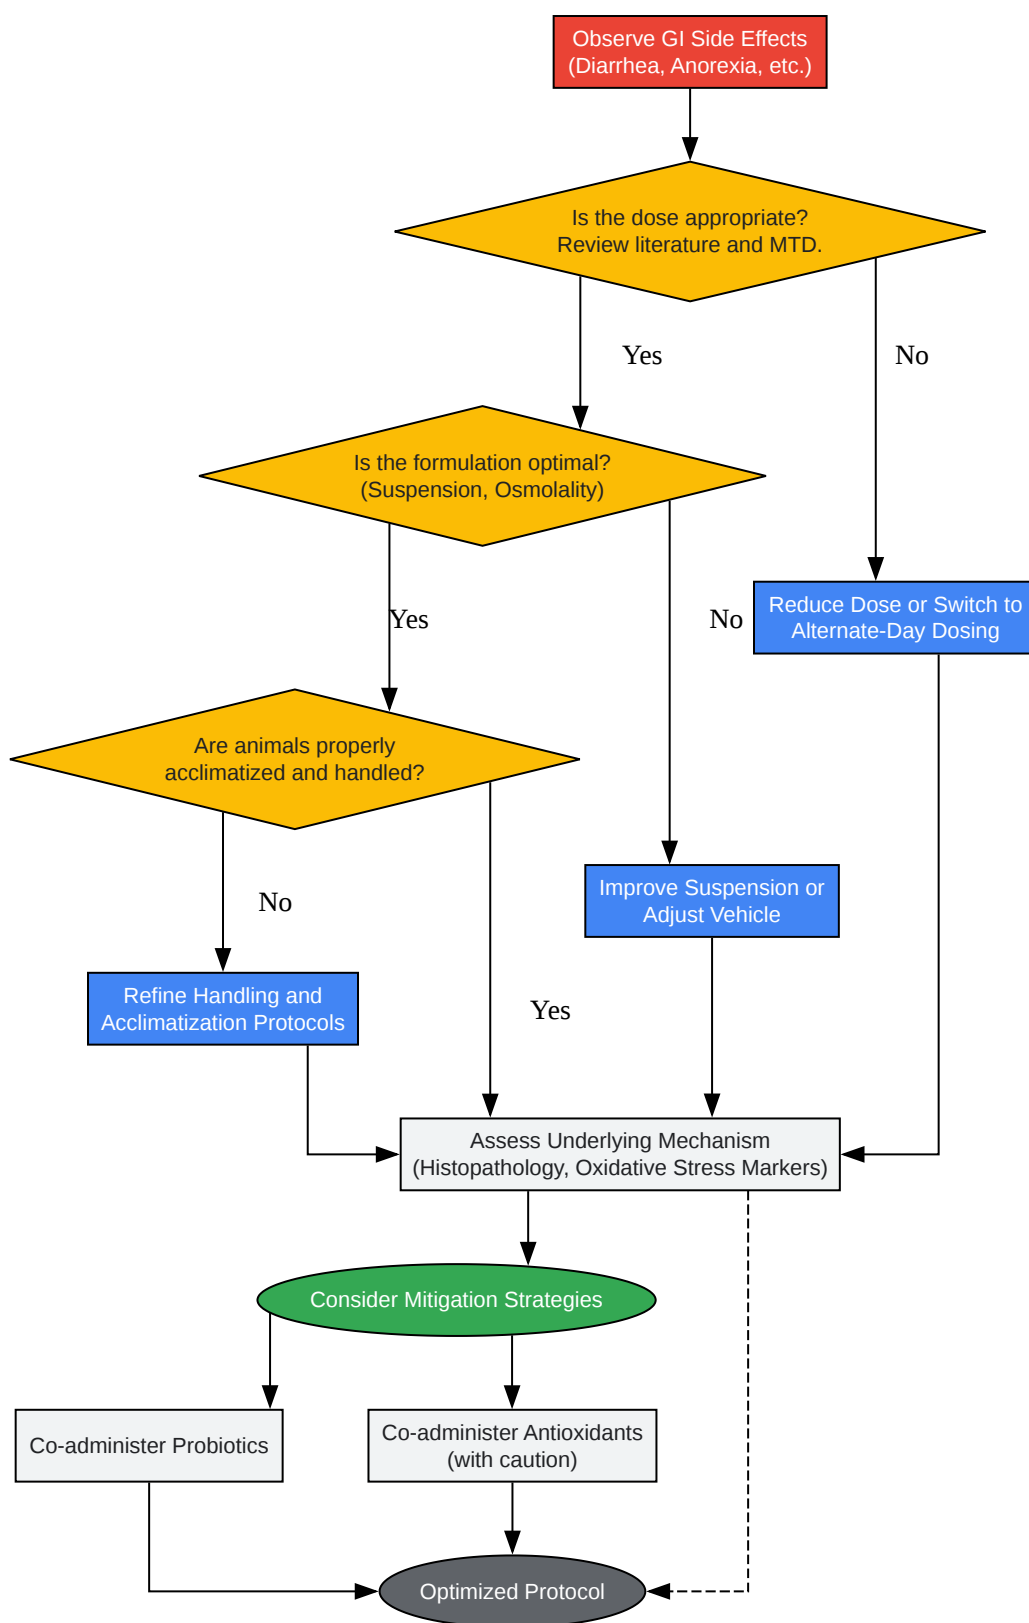 Observe GI Side Effects
(Diarrhea, Anorexia, etc.)
Is the dose appropriate?
Review literature and MTD.
Yes
No
Is the formulation optimal?
(Suspension, Osmolality)
Reduce Dose or Switch to
Alternate-Day Dosing
Yes
No
Are animals properly
acclimatized and handled?
Improve Suspension or
Adjust Vehicle
No
Refine Handling and
Acclimatization Protocols
Yes
Assess Underlying Mechanism
(Histopathology, Oxidative Stress Markers)
Consider Mitigation Strategies
Co-administer Probiotics
Co-administer Antioxidants
(with caution)
Optimized Protocol